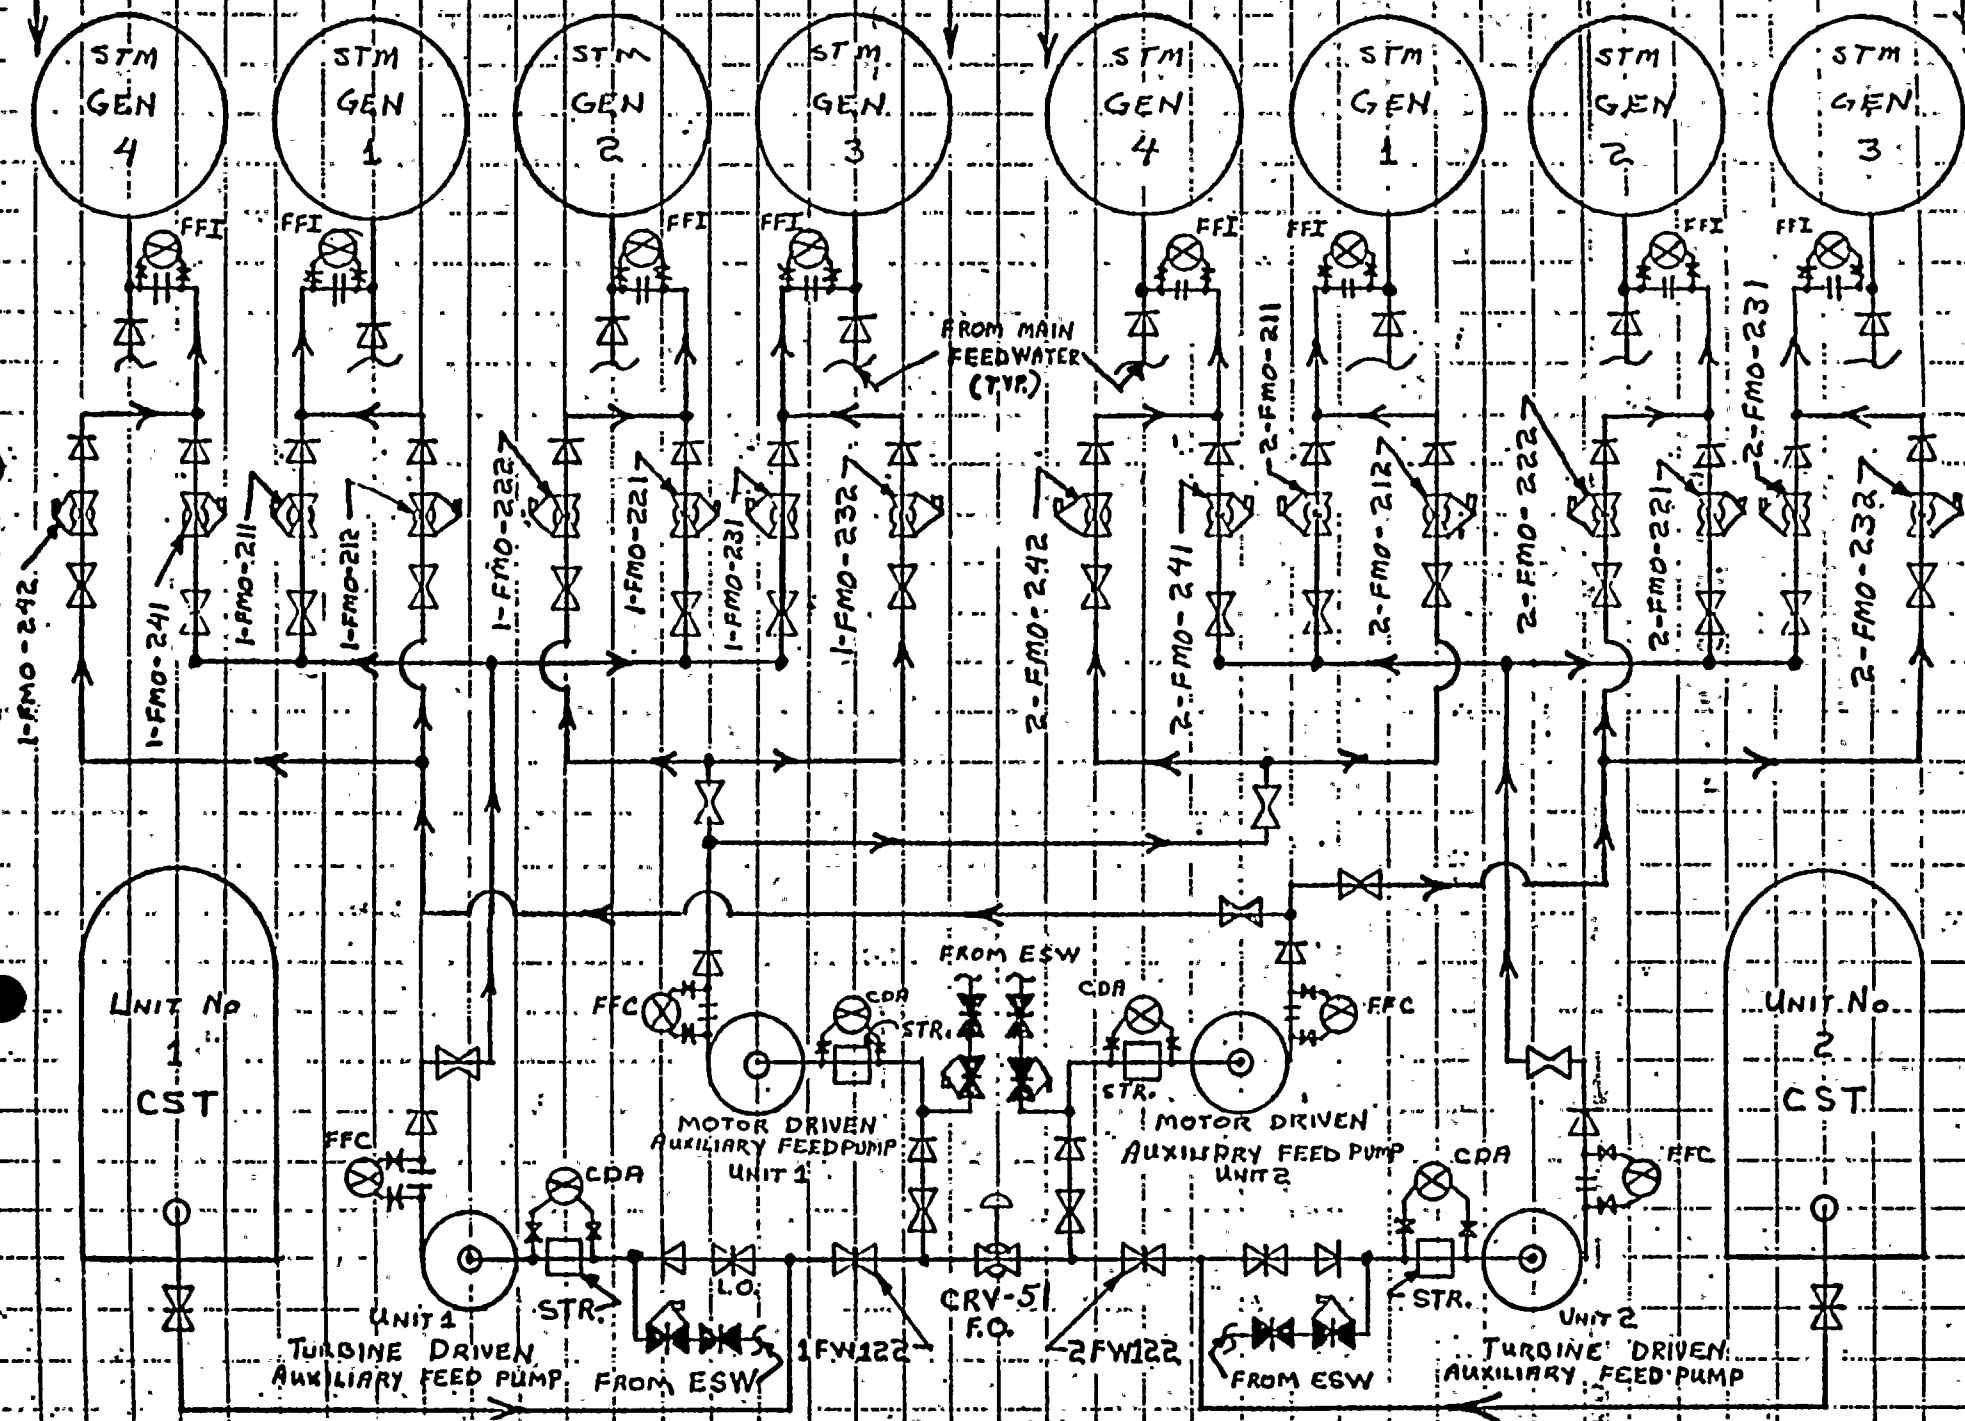 STM
GEN
4
STM
GEN
1
STM
GEN
2
STM
GEN
3
STM
GEN
4
STM
GEN
1
STM
GEN
2
STM
GEN
3
FFI
FFI
FFI
FFI
FFI
FFI
FFI
FFI
FROM MAIN
FEEDWATER
(TYP.)
1-FMO-242
1-FMO-241
1-FMO-211
1-FMO-212
1-FMO-222
1-FMO-221
1-FMO-231
1-FMO-232
2-FMO-242
2-FMO-241
2-FMO-211
2-FMO-212
2-FMO-222
2-FMO-221
2-FMO-231
2-FMO-232
UNIT No
1
CST
FFC
CDA
STR.
FROM ESW
CDA
STR.
FFC
UNIT No.
2
CST
MOTOR DRIVEN
AUXILIARY FEEDPUMP
UNIT 1
MOTOR DRIVEN
AUXILIARY FEED PUMP
UNIT 2
FFC
CDA
CDA
FFC
STR.
L.O.
CRV-51
F.O.
STR.
UNIT 1
TURBINE DRIVEN
AUXILIARY FEED PUMP
FROM ESW
1FW122
2FW122
FROM ESW
UNIT 2
TURBINE DRIVEN
AUXILIARY FEED PUMP